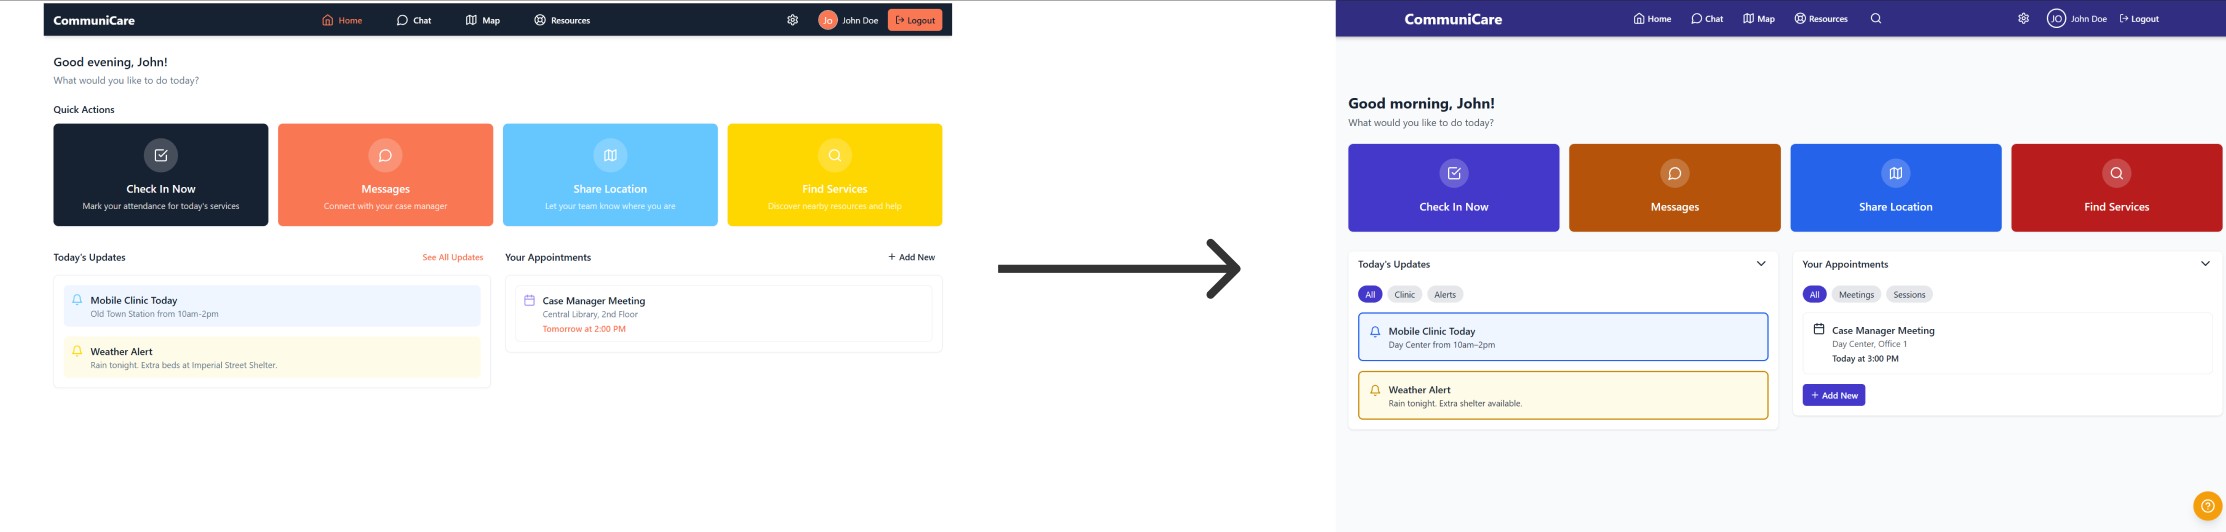 CommuniCare Home Chat Map Resources Jo John Doe Logout
Good evening, John!
What would you like to do today?
Quick Actions
Check In Now
Mark your attendance for today's services
Messages
Connect with your case manager
Share Location
Let your team know where you are
Find Services
Discover nearby resources and help
Today's Updates See All Updates
Mobile Clinic Today
Old Town Station from 10am-2pm
Weather Alert
Rain tonight. Extra beds at Imperial Street Shelter.
Your Appointments + Add New
Case Manager Meeting
Central Library, 2nd Floor
Tomorrow at 2:00 PM
CommuniCare Home Chat Map Resources JO John Doe Logout
Good morning, John!
What would you like to do today?
Check In Now
Messages
Share Location
Find Services
Today's Updates
All Clinic Alerts
Mobile Clinic Today
Day Center from 10am–2pm
Weather Alert
Rain tonight. Extra shelter available.
Your Appointments
All Meetings Sessions
Case Manager Meeting
Day Center, Office 1
Today at 3:00 PM
+ Add New